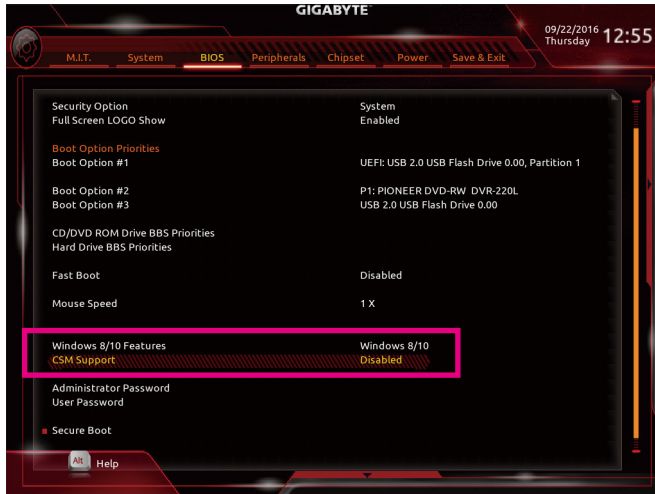 GIGABYTE™
09/22/2016 Thursday 12:55
M.I.T. System BIOS Peripherals Chipset Power Save & Exit
Security Option System
Full Screen LOGO Show Enabled
Boot Option Priorities
Boot Option #1 UEFI: USB 2.0 USB Flash Drive 0.00, Partition 1
Boot Option #2 P1: PIONEER DVD-RW DVR-220L
Boot Option #3 USB 2.0 USB Flash Drive 0.00
CD/DVD ROM Drive BBS Priorities
Hard Drive BBS Priorities
Fast Boot Disabled
Mouse Speed 1 X
Windows 8/10 Features Windows 8/10
CSM Support Disabled
Administrator Password
User Password
Secure Boot
Alt Help